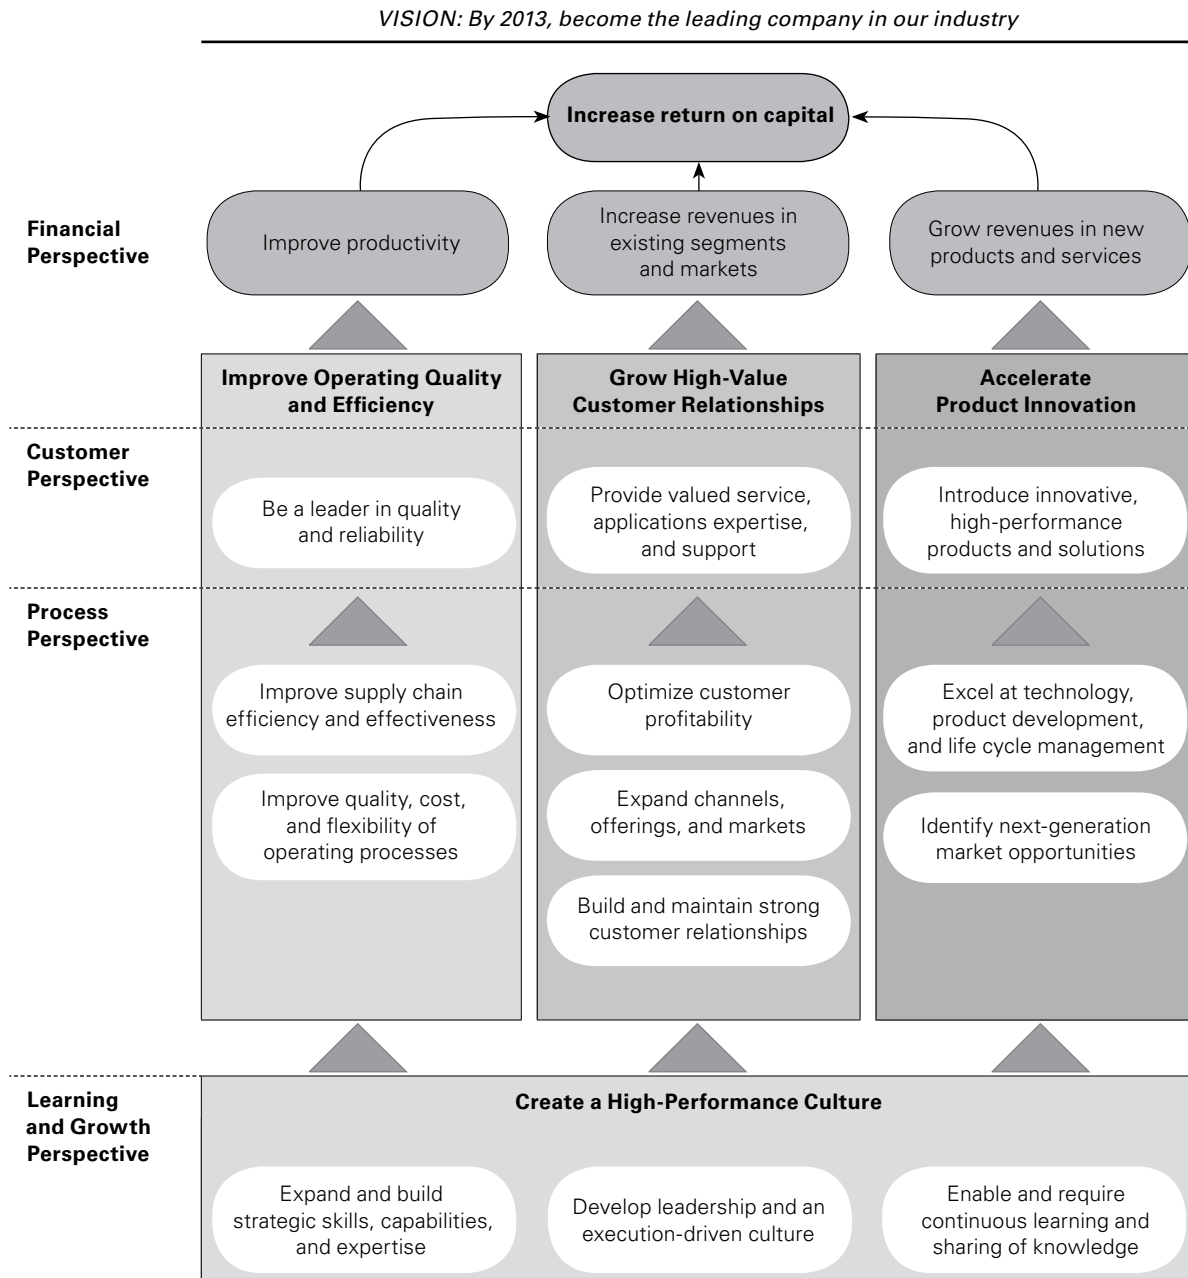 VISION: By 2013, become the leading company in our industry
Increase return on capital
Financial
Perspective
Improve productivity
Increase revenues in
existing segments
and markets
Grow revenues in new
products and services
Improve Operating Quality
and Efficiency
Grow High-Value
Customer Relationships
Accelerate
Product Innovation
Customer
Perspective
Be a leader in quality
and reliability
Provide valued service,
applications expertise,
and support
Introduce innovative,
high-performance
products and solutions
Process
Perspective
Improve supply chain
efficiency and effectiveness
Optimize customer
profitability
Excel at technology,
product development,
and life cycle management
Improve quality, cost,
and flexibility of
operating processes
Expand channels,
offerings, and markets
Identify next-generation
market opportunities
Build and maintain strong
customer relationships
Learning
and Growth
Perspective
Create a High-Performance Culture
Expand and build
strategic skills, capabilities,
and expertise
Develop leadership and an
execution-driven culture
Enable and require
continuous learning and
sharing of knowledge